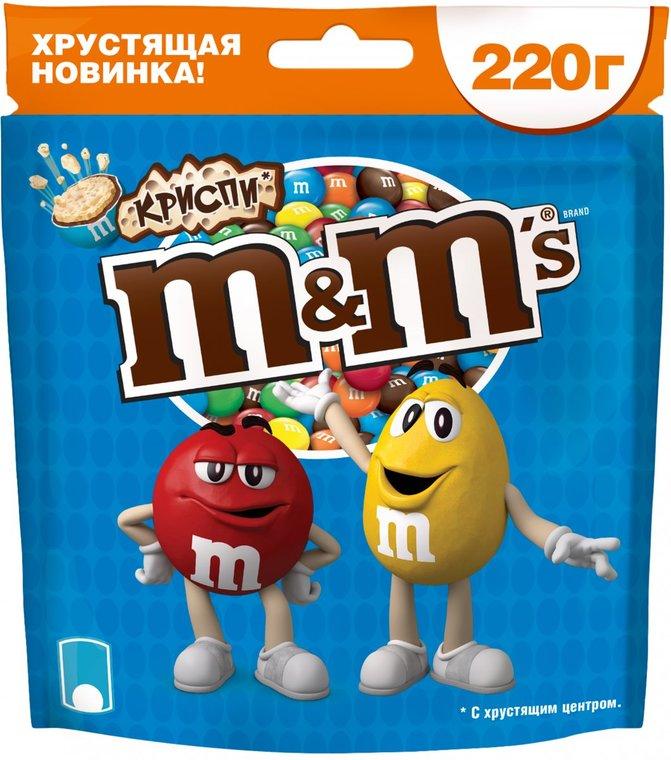 ХРУСТЯЩАЯ
НОВИНКА!
220г
КРИСПИ*
m&m's® BRAND
m
m
* С хрустящим центром.